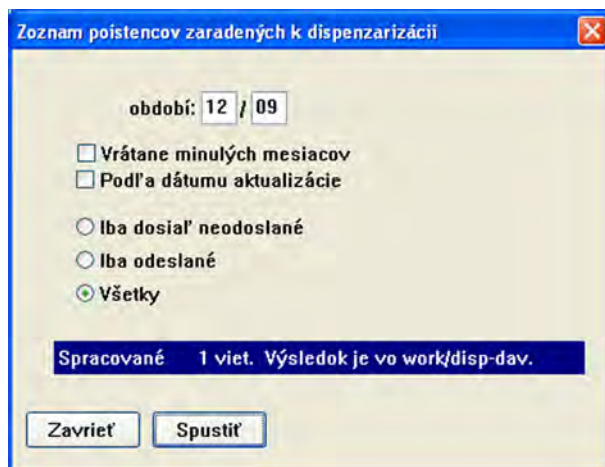 Zoznam poistencov zaradených k dispenzarizácii
období: 12 / 09
Vrátane minulých mesiacov
Podľa dátumu aktualizácie
Iba dosiaľ neodoslané
Iba odeslané
Všetky
Spracované 1 viet. Výsledok je vo work/disp-dav.
Zavrieť Spustiť